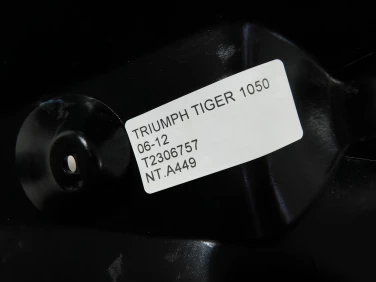 TRIUMPH TIGER 1050
06-12
T2306757
NT.A449